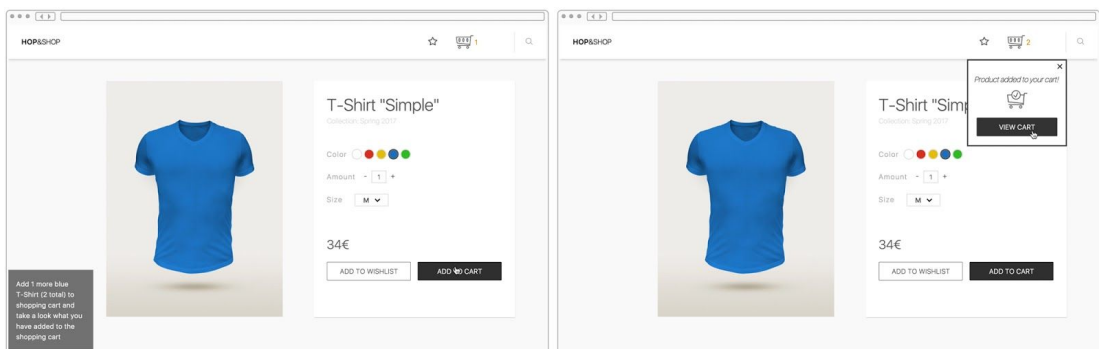 HOP&SHOP
1
T-Shirt "Simple"
Collection: Spring 2017
Color
Amount - 1 +
Size M
34€
ADD TO WISHLIST
ADD TO CART
Add 1 more blue
T-Shirt (2 total) to
shopping cart and
take a look what you
have added to the
shopping cart
HOP&SHOP
2
Product added to your cart!
VIEW CART
T-Shirt "Simp
Collection: Spring 2017
Color
Amount - 1 +
Size M
34€
ADD TO WISHLIST
ADD TO CART